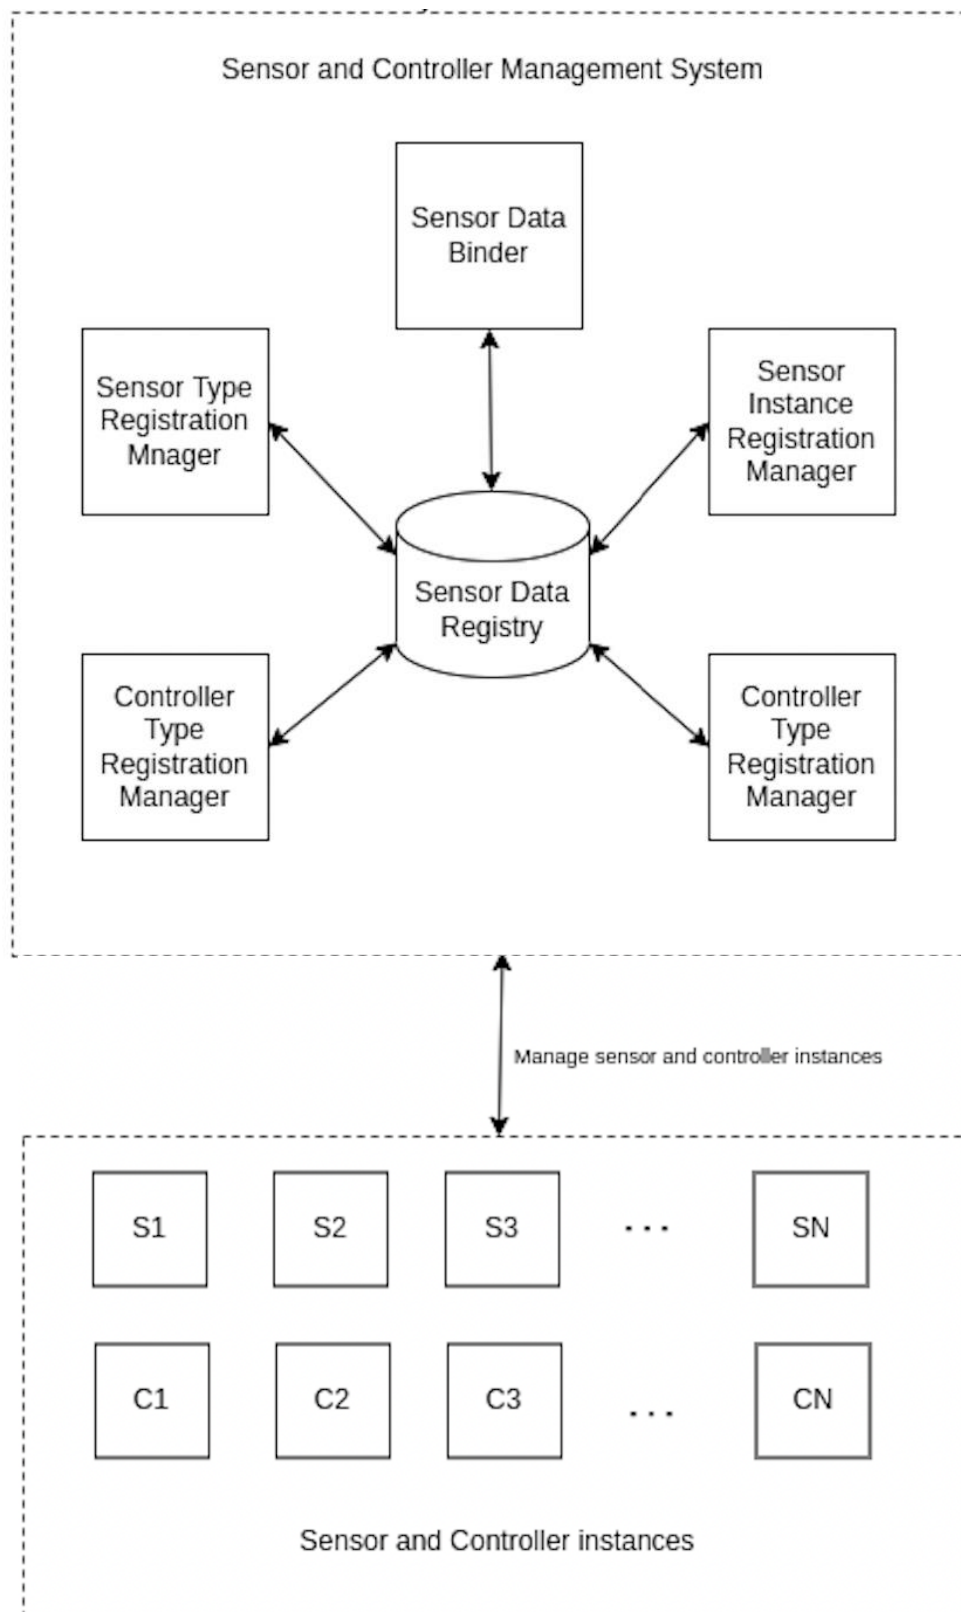 Sensor and Controller Management System
Sensor Data
Binder
Sensor Type
Registration
Mnager
Sensor
Instance
Registration
Manager
Sensor Data
Registry
Controller
Type
Registration
Manager
Controller
Type
Registration
Manager
Manage sensor and controller instances
S1
S2
S3
...
SN
C1
C2
C3
...
CN
Sensor and Controller instances